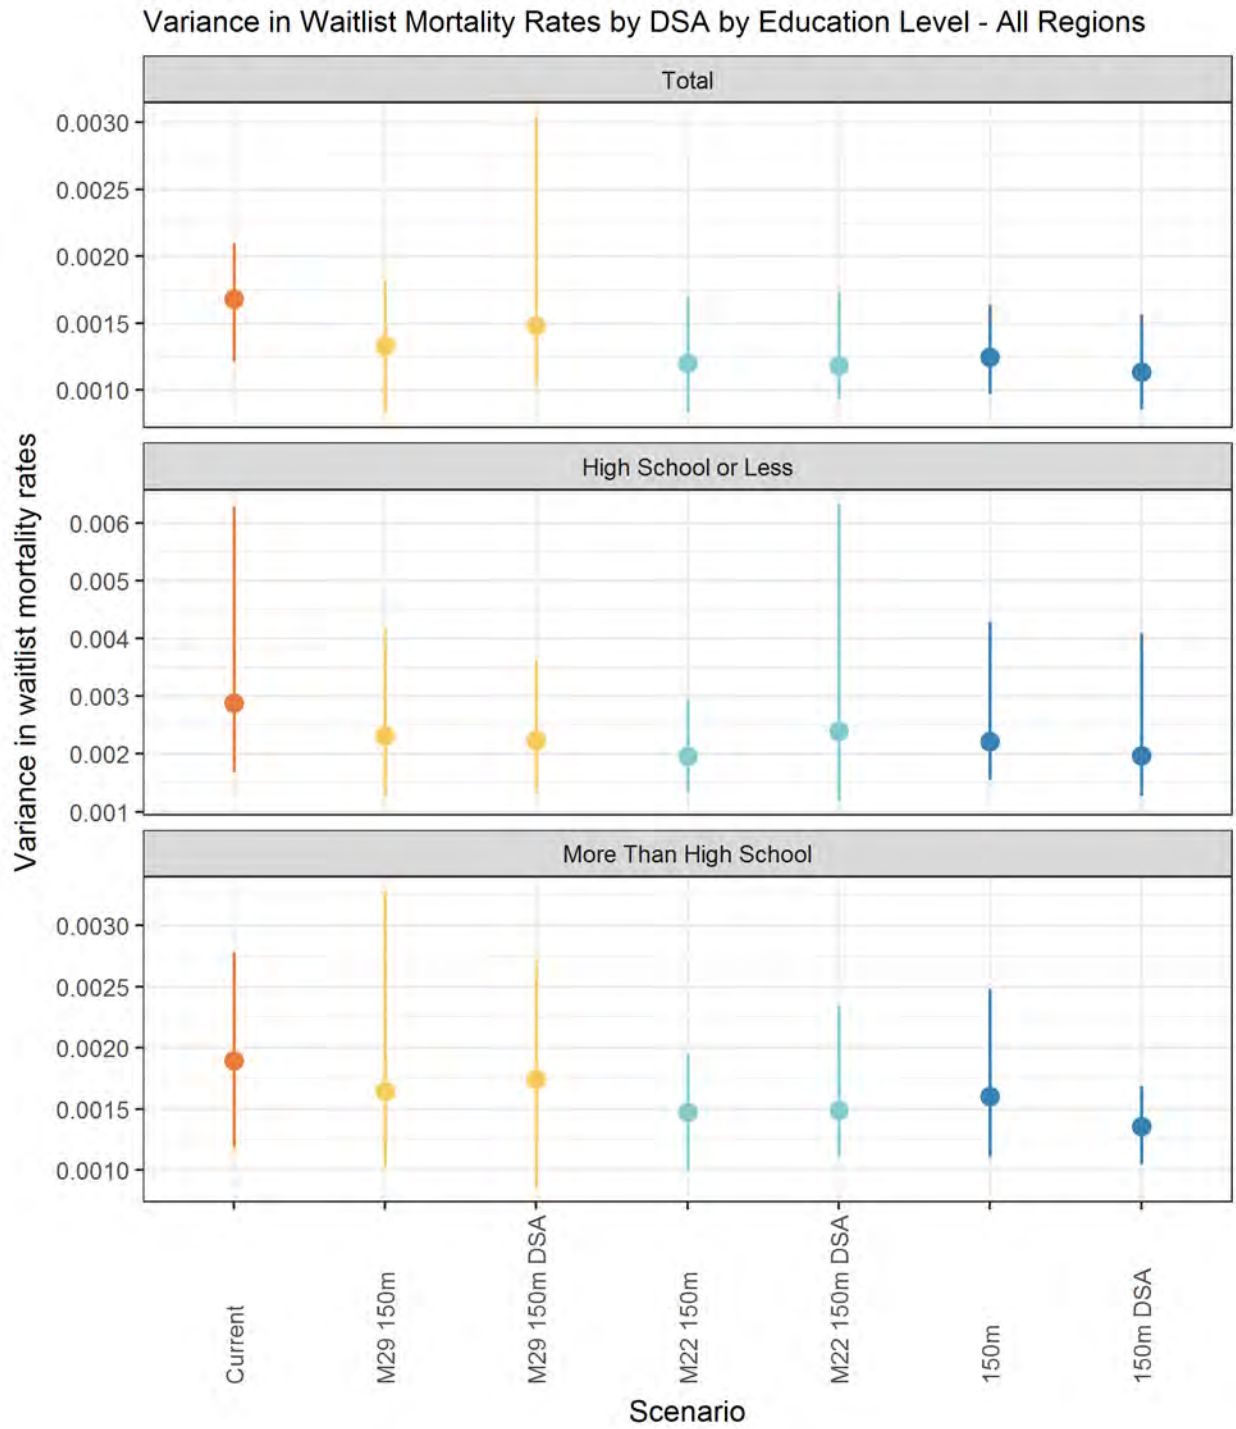 Variance in Waitlist Mortality Rates by DSA by Education Level - All Regions
Total
0.0030
0.0025
0.0020
0.0015
0.0010
High School or Less
0.006
0.005
0.004
0.003
0.002
0.001
More Than High School
0.0030
0.0025
0.0020
0.0015
0.0010
Variance in waitlist mortality rates
Current
M29 150m
M29 150m DSA
M22 150m
M22 150m DSA
150m
150m DSA
Scenario